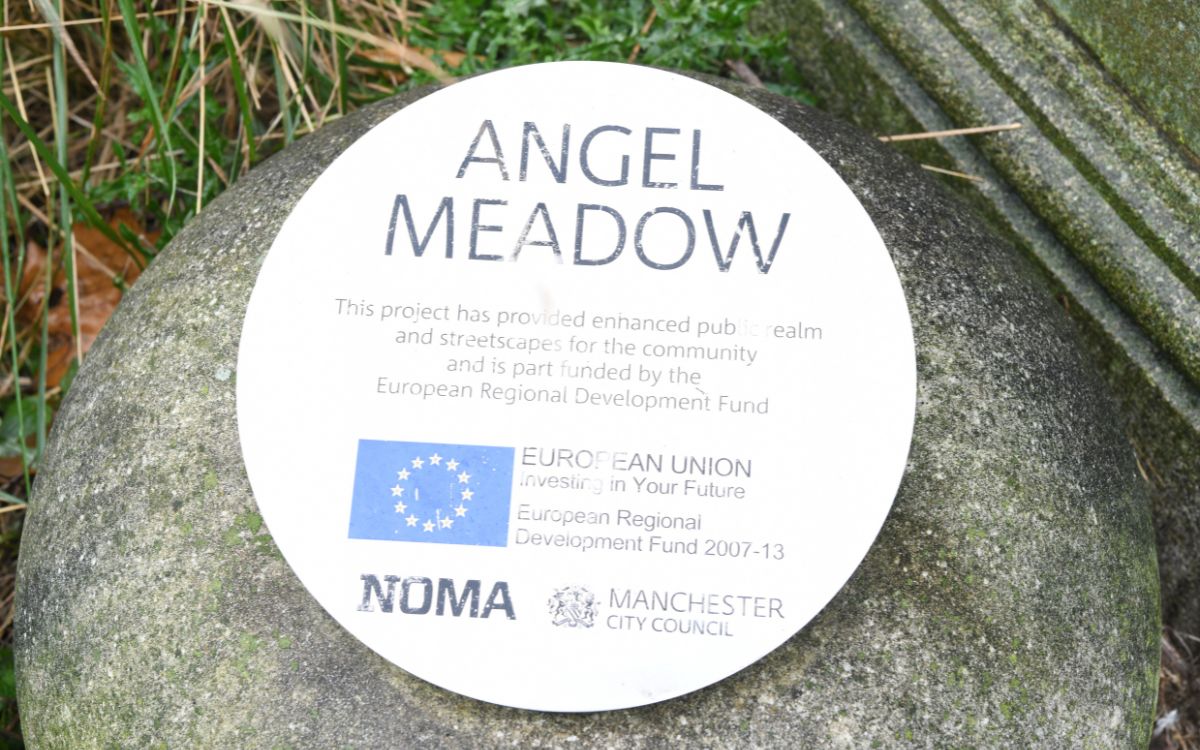 ANGEL
MEADOW
This project has provided enhanced public realm
and streetscapes for the community
and is part funded by the
European Regional Development Fund
EUROPEAN UNION
Investing in Your Future
European Regional
Development Fund 2007-13
NOMA
MANCHESTER
CITY COUNCIL